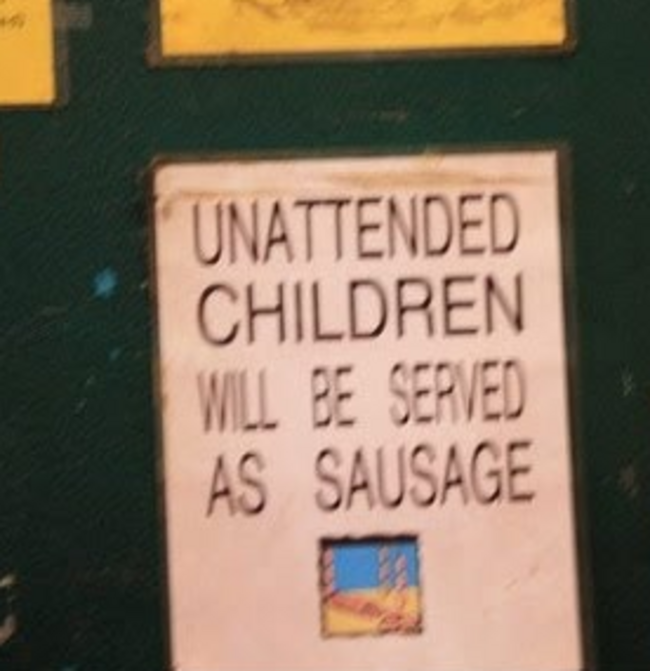 UNATTENDED
CHILDREN
WILL BE SERVED
AS SAUSAGE